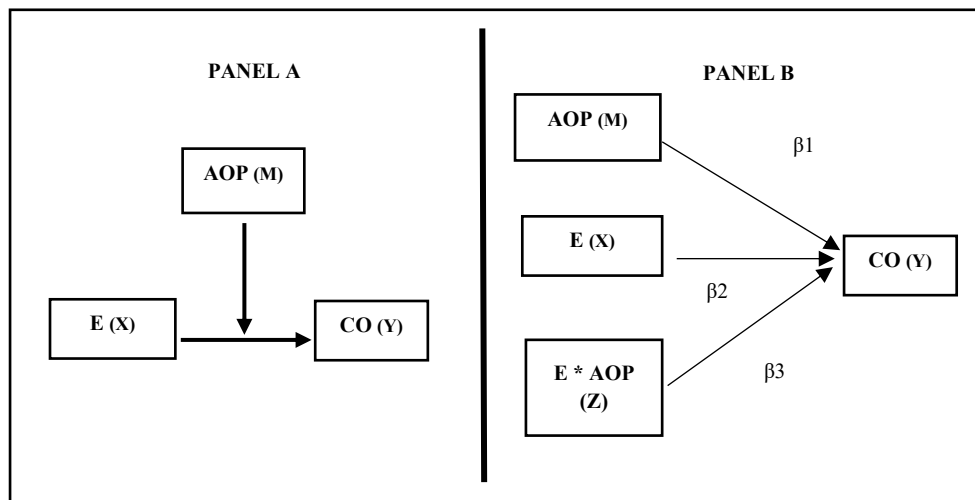 PANEL A
AOP (M)
E (X)
CO (Y)
PANEL B
AOP (M)
β1
E (X)
CO (Y)
β2
E * AOP
(Z)
β3